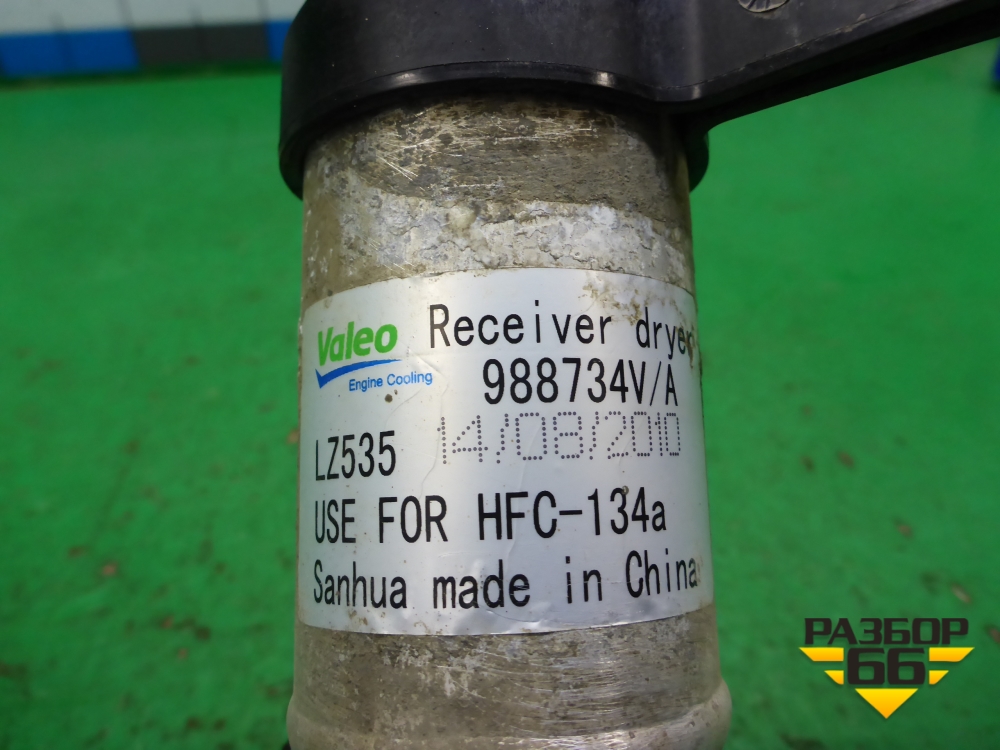 Valeo
Engine Cooling
Receiver dryer
988734V/A
14/08/2010
LZ535
USE FOR HFC-134a
Sanhua made in China
РАЗБОР
66